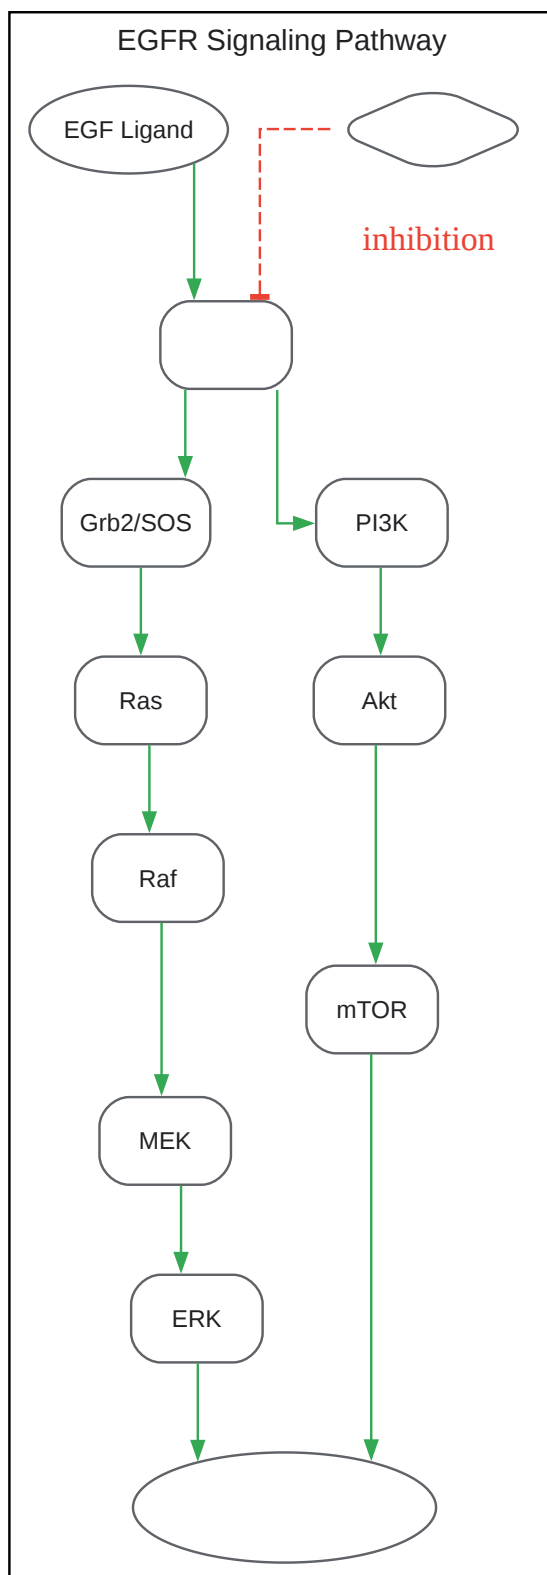 EGFR Signaling Pathway
EGF Ligand
inhibition
Grb2/SOS
PI3K
Ras
Akt
Raf
mTOR
MEK
ERK